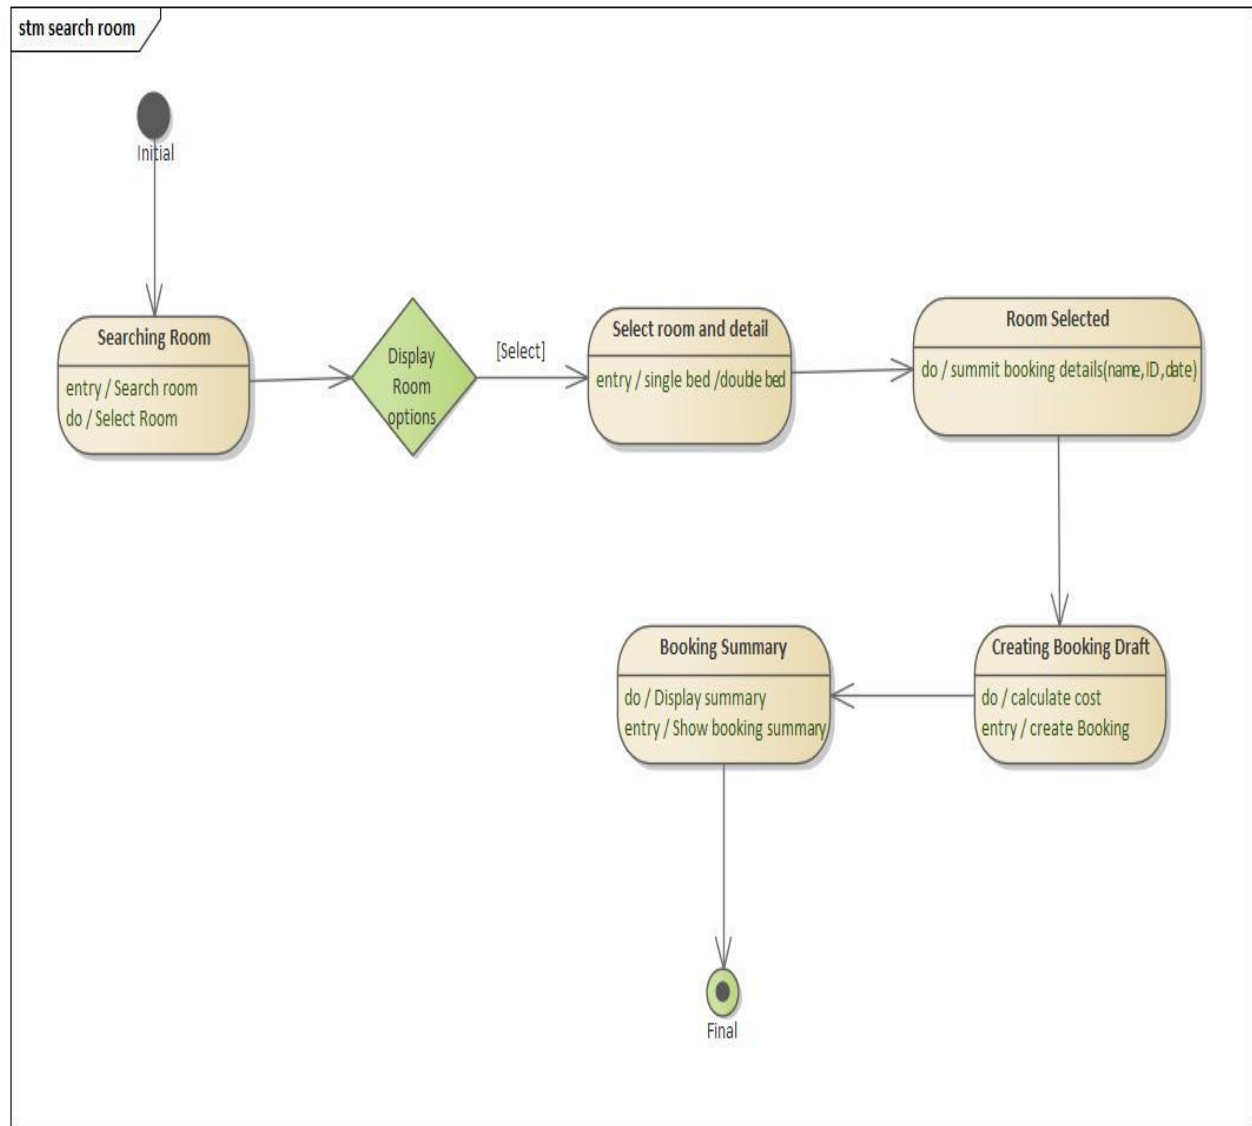 stm search room
Initial
Searching Room
entry / Search room
do / Select Room
Display
Room
options
[Select]
Select room and detail
entry / single bed /double bed
Room Selected
do / summit booking details(name,ID,date)
Booking Summary
do / Display summary
entry / Show booking summary
Creating Booking Draft
do / calculate cost
entry / create Booking
Final